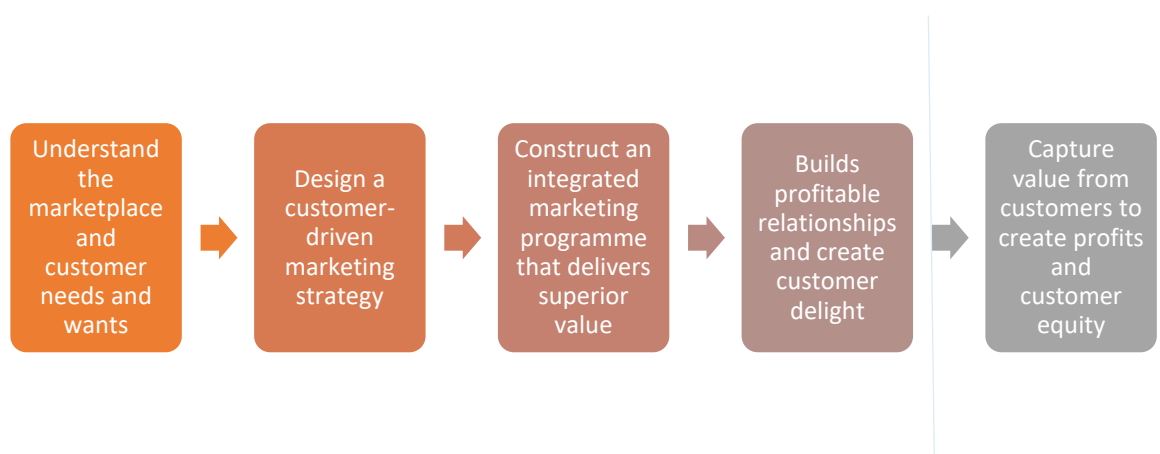 Understand
the
marketplace
and
customer
needs and
wants
Design a
customer-
driven
marketing
strategy
Construct an
integrated
marketing
programme
that delivers
superior
value
Builds
profitable
relationships
and create
customer
delight
Capture
value from
customers to
create profits
and
customer
equity